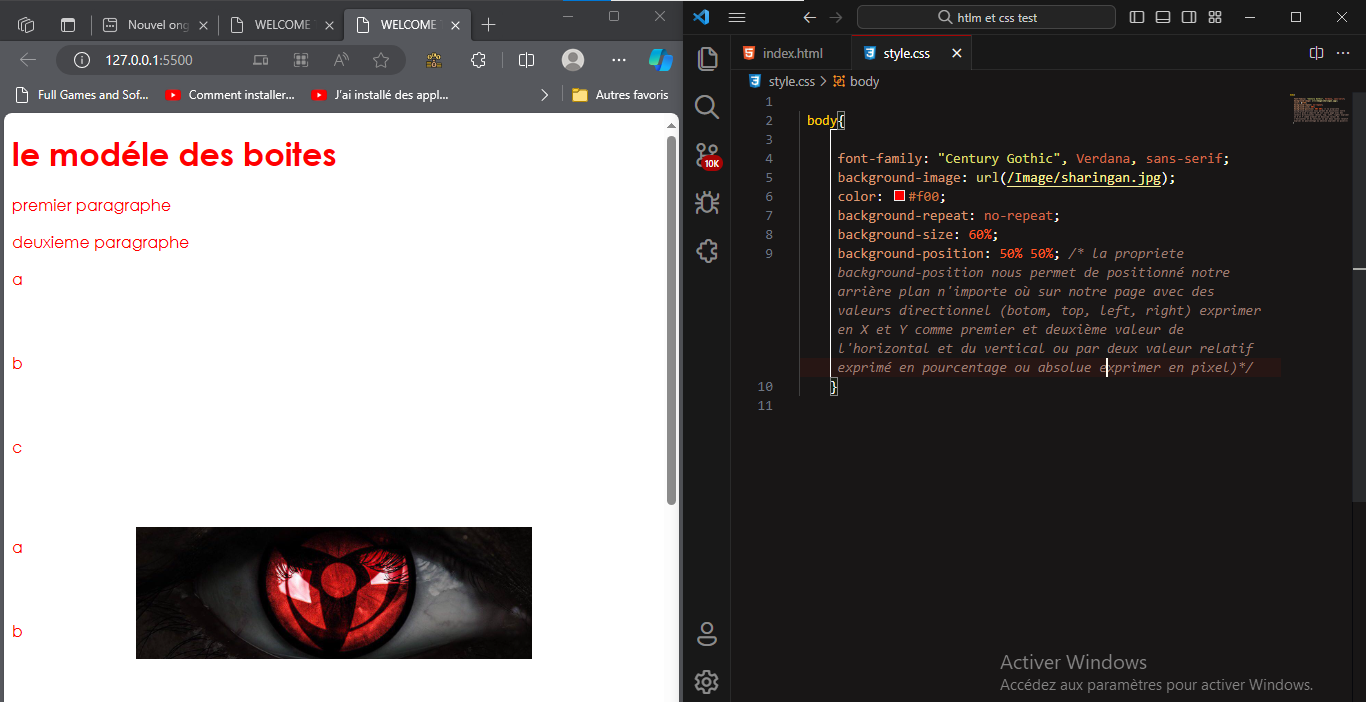 Nouvel ong
WELCOME
WELCOME
127.0.0.1:5500
Full Games and Sof...
Comment installer...
J'ai installé des appl...
Autres favoris
le modéle des boites
premier paragraphe
deuxieme paragraphe
a
b
c
a
b
htlm et css test
index.html
style.css
style.css > body
10K
1
2 body{
3
4 font-family: "Century Gothic", Verdana, sans-serif;
5 background-image: url(/Image/sharingan.jpg);
6 color: #f00;
7 background-repeat: no-repeat;
8 background-size: 60%;
9 background-position: 50% 50%; /* la propriete
background-position nous permet de positionné notre
arrière plan n'importe où sur notre page avec des
valeurs directionnel (botom, top, left, right) exprimer
en X et Y comme premier et deuxième valeur de
l'horizontal et du vertical ou par deux valeur relatif
exprimé en pourcentage ou absolue exprimer en pixel)*/
10 }
11
Activer Windows
Accédez aux paramètres pour activer Windows.